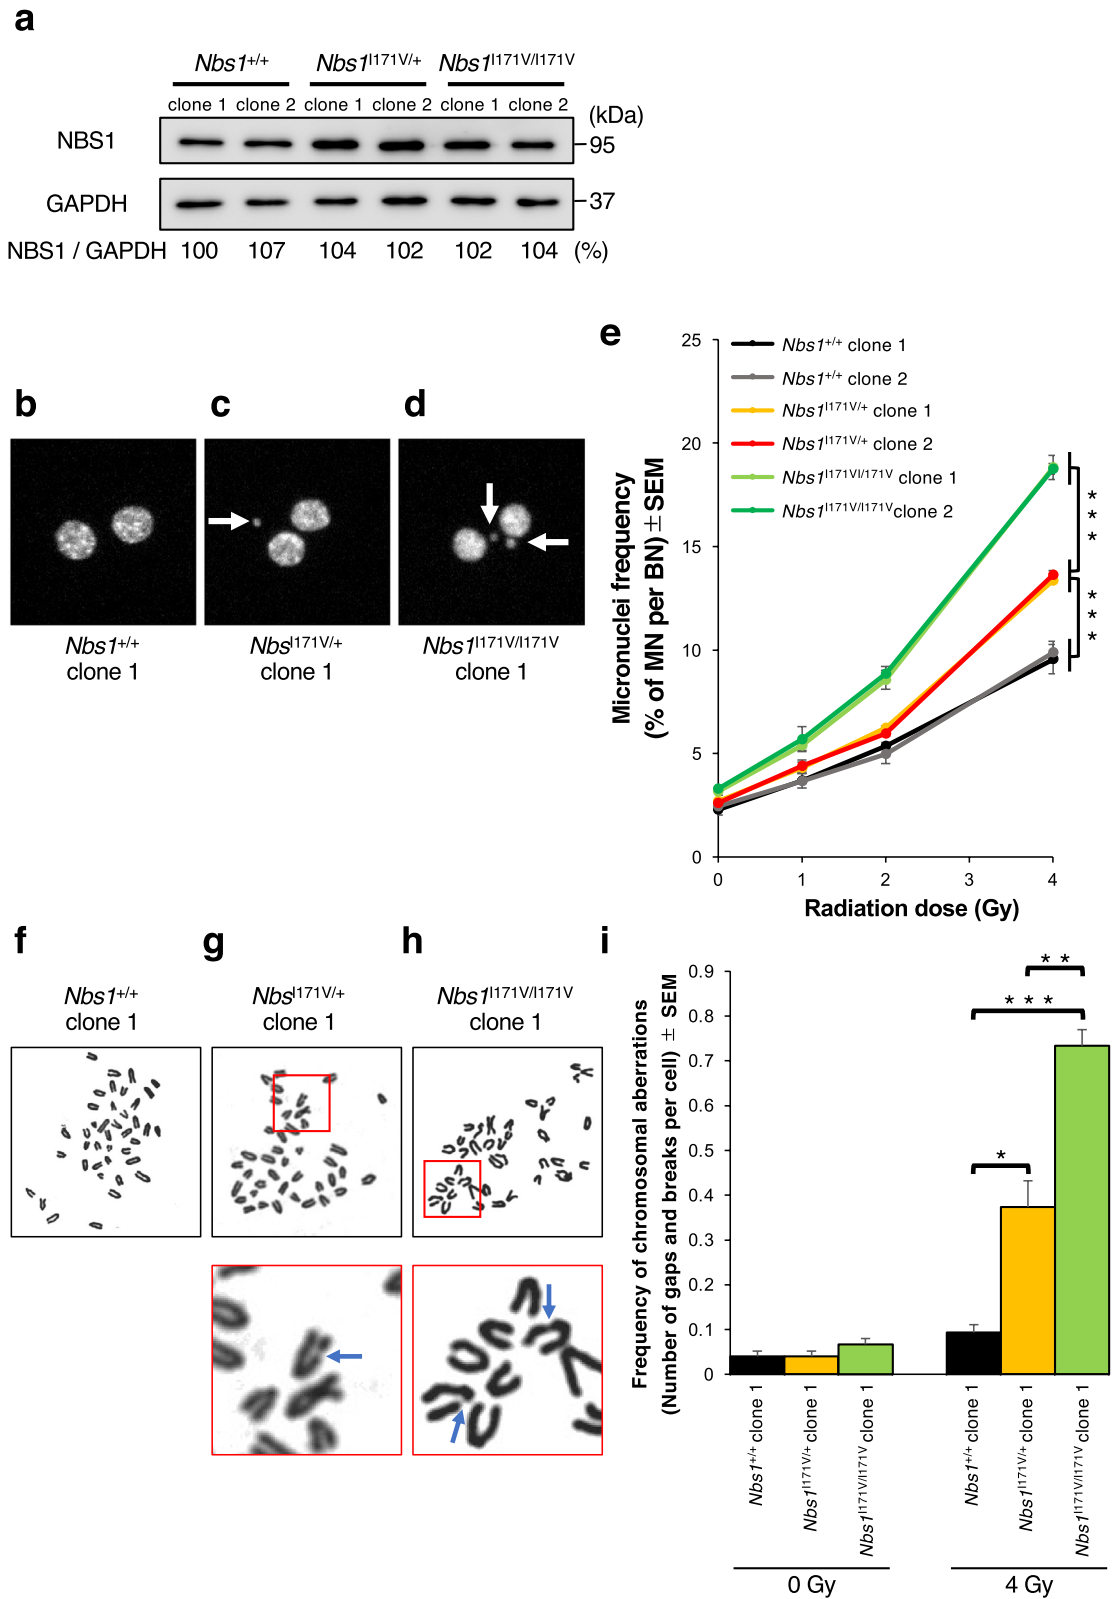 a
Nbs1+/+ Nbs1I171V/+ Nbs1I171V/I171V
clone 1 clone 2 clone 1 clone 2 clone 1 clone 2
(kDa)
NBS1 95
GAPDH 37
NBS1 / GAPDH 100 107 104 102 102 104 (%)
b
Nbs1+/+
clone 1
c
NbsI171V/+
clone 1
d
Nbs1I171V/I171V
clone 1
e
Micronuclei frequency
(% of MN per BN) ± SEM
25
20
15
10
5
0
Nbs1+/+ clone 1
Nbs1+/+ clone 2
Nbs1I171V/+ clone 1
Nbs1I171V/+ clone 2
Nbs1I171VI/171V clone 1
Nbs1I171V/I171Vclone 2
* * *
* * *
0 1 2 3 4
Radiation dose (Gy)
f
Nbs1+/+
clone 1
g
NbsI171V/+
clone 1
h
Nbs1I171V/I171V
clone 1
i
Frequency of chromosomal aberrations
(Number of gaps and breaks per cell) ± SEM
0.9
0.8
0.7
0.6
0.5
0.4
0.3
0.2
0.1
0
* *
* * *
*
Nbs1+/+ clone 1
Nbs1I171V/+ clone 1
Nbs1I171V/I171V clone 1
Nbs1+/+ clone 1
Nbs1I171V/+ clone 1
Nbs1I171V/I171V clone 1
0 Gy 4 Gy